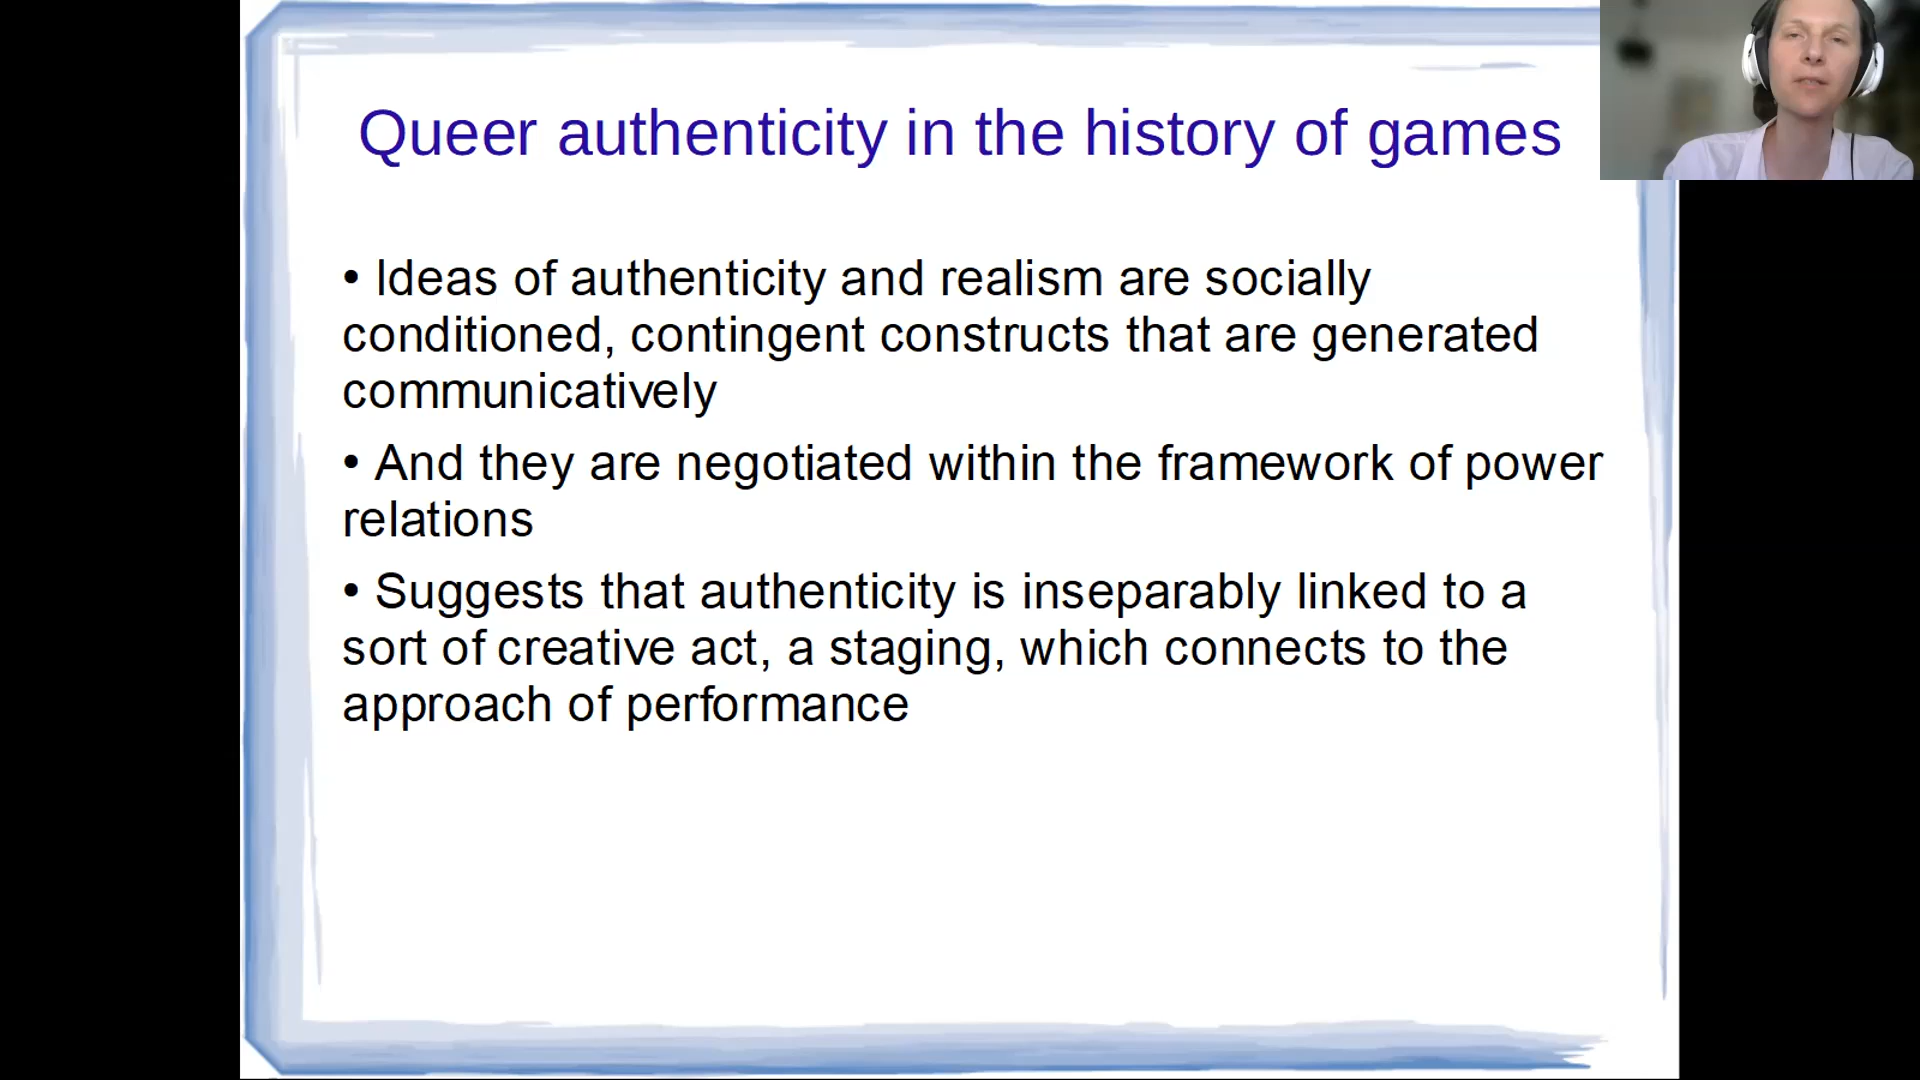 Queer authenticity in the history of games
• Ideas of authenticity and realism are socially
conditioned, contingent constructs that are generated
communicatively
• And they are negotiated within the framework of power
relations
• Suggests that authenticity is inseparably linked to a
sort of creative act, a staging, which connects to the
approach of performance